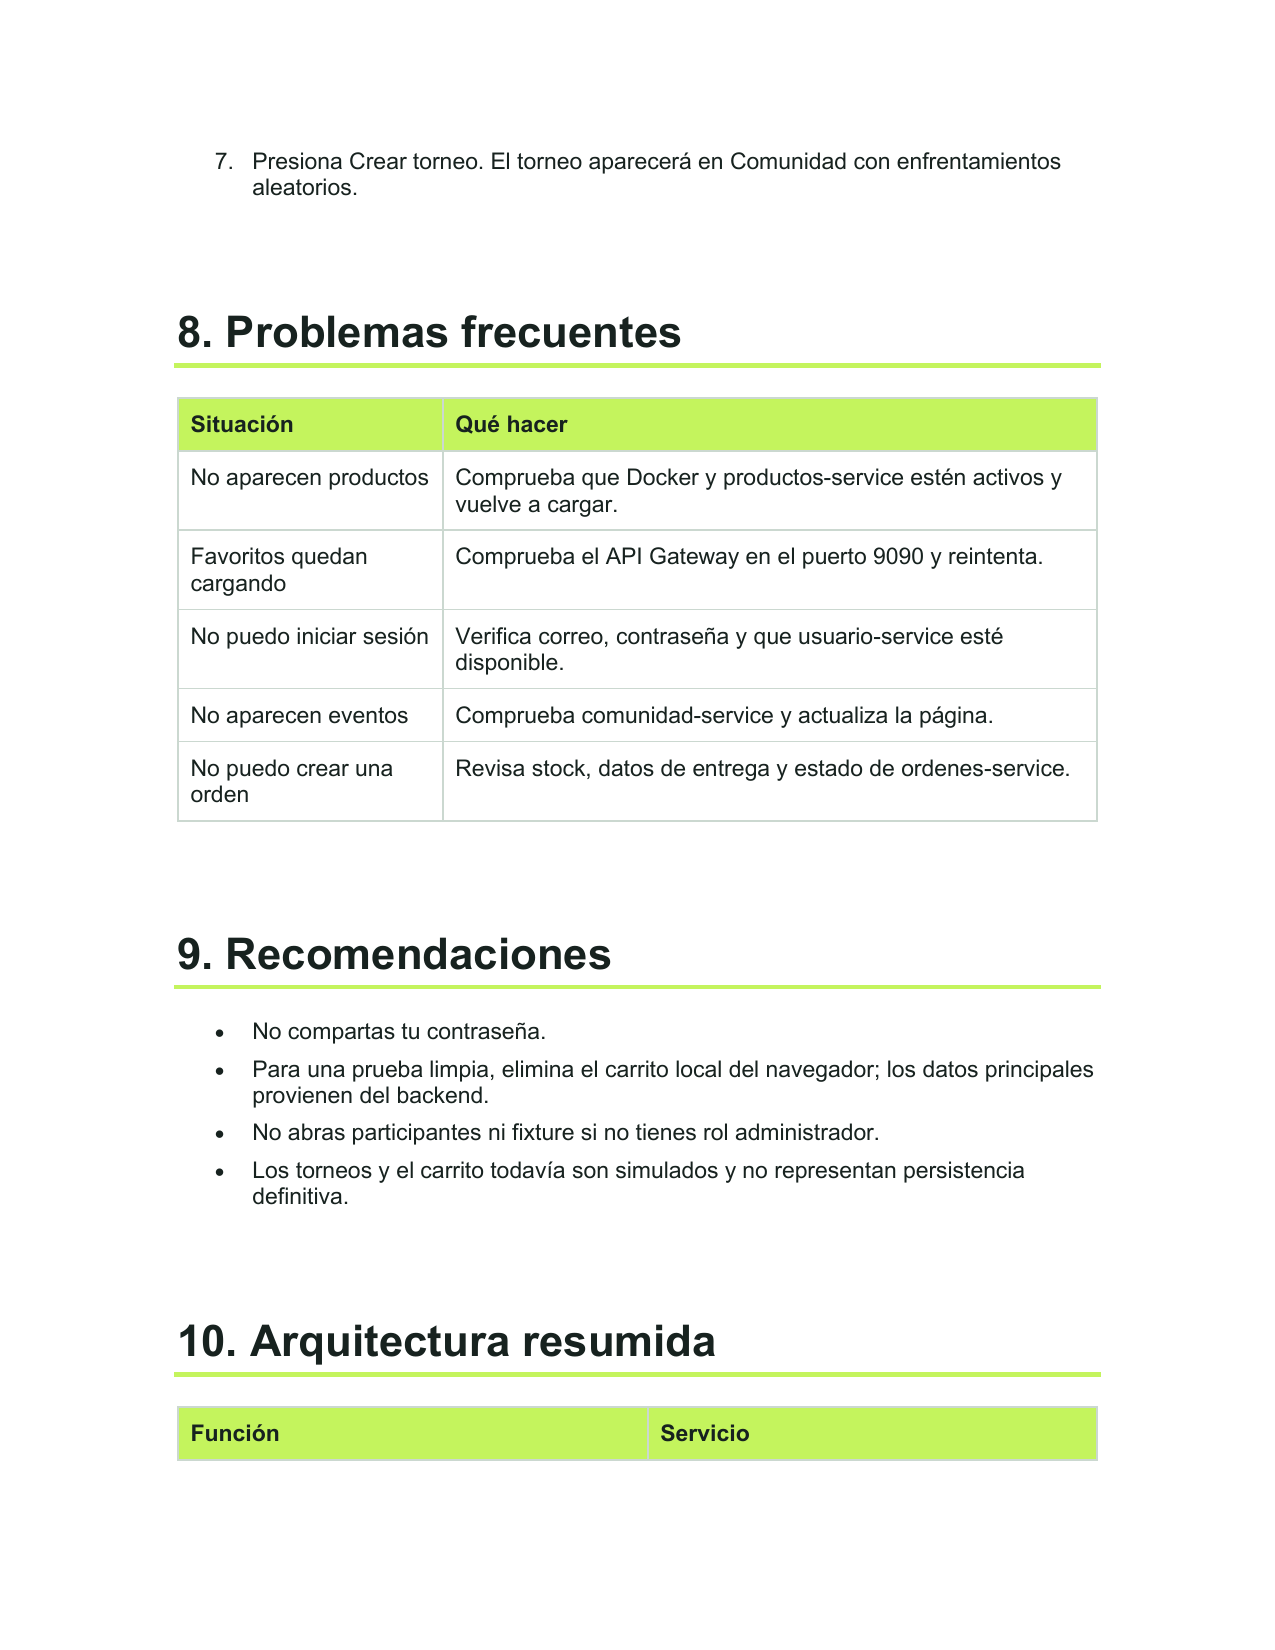 7. Presiona Crear torneo. El torneo aparecerá en Comunidad con enfrentamientos
aleatorios.
8. Problemas frecuentes
Situación Qué hacer
No aparecen productos Comprueba que Docker y productos-service estén activos y
vuelve a cargar.
Favoritos quedan Comprueba el API Gateway en el puerto 9090 y reintenta.
cargando
No puedo iniciar sesión Verifica correo, contraseña y que usuario-service esté
disponible.
No aparecen eventos Comprueba comunidad-service y actualiza la página.
No puedo crear una Revisa stock, datos de entrega y estado de ordenes-service.
orden
9. Recomendaciones
• No compartas tu contraseña.
• Para una prueba limpia, elimina el carrito local del navegador; los datos principales
provienen del backend.
• No abras participantes ni fixture si no tienes rol administrador.
• Los torneos y el carrito todavía son simulados y no representan persistencia
definitiva.
10. Arquitectura resumida
Función Servicio